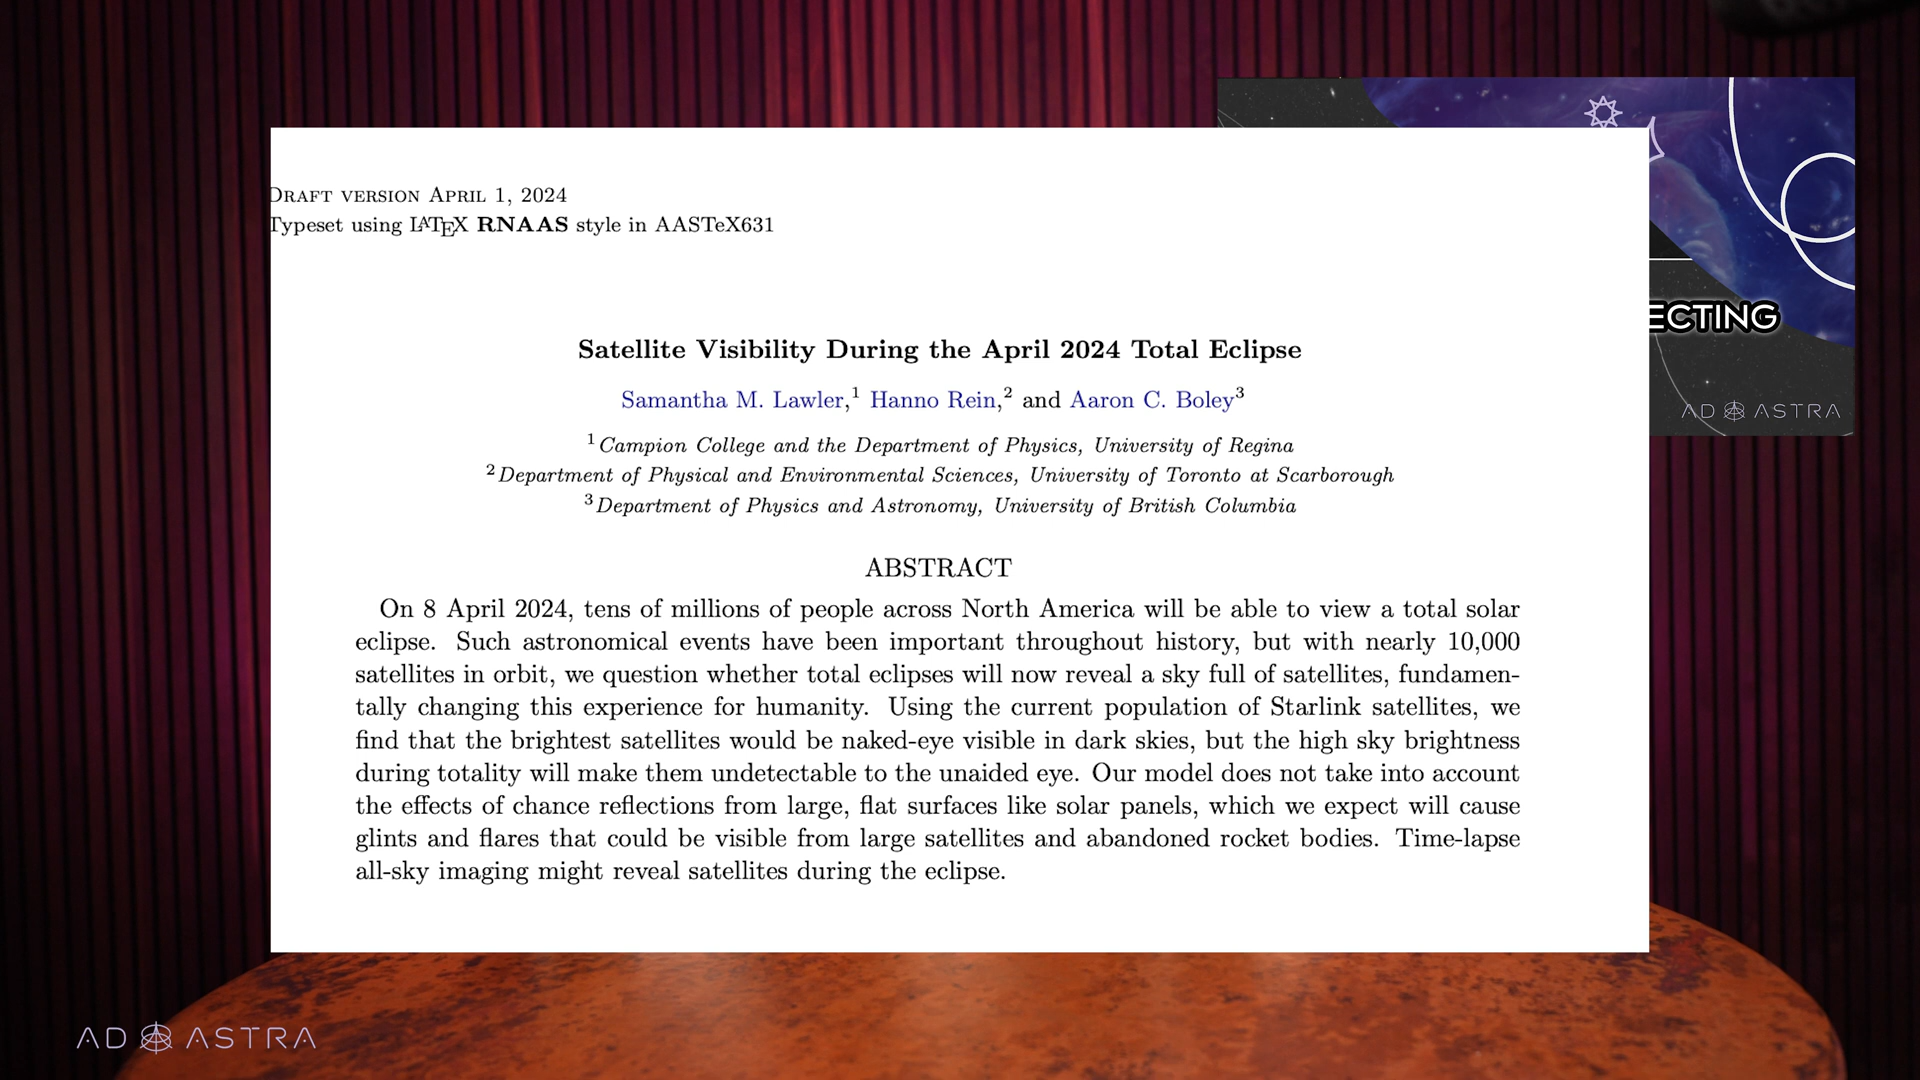 DRAFT VERSION APRIL 1, 2024
Typeset using LATEX RNAAS style in AASTeX631
Satellite Visibility During the April 2024 Total Eclipse
Samantha M. Lawler,1 Hanno Rein,2 and Aaron C. Boley3
1 Campion College and the Department of Physics, University of Regina
2 Department of Physical and Environmental Sciences, University of Toronto at Scarborough
3 Department of Physics and Astronomy, University of British Columbia
ABSTRACT
On 8 April 2024, tens of millions of people across North America will be able to view a total solar
eclipse. Such astronomical events have been important throughout history, but with nearly 10,000
satellites in orbit, we question whether total eclipses will now reveal a sky full of satellites, fundamen-
tally changing this experience for humanity. Using the current population of Starlink satellites, we
find that the brightest satellites would be naked-eye visible in dark skies, but the high sky brightness
during totality will make them undetectable to the unaided eye. Our model does not take into account
the effects of chance reflections from large, flat surfaces like solar panels, which we expect will cause
glints and flares that could be visible from large satellites and abandoned rocket bodies. Time-lapse
all-sky imaging might reveal satellites during the eclipse.
ECTING
AD ASTRA
AD ASTRA